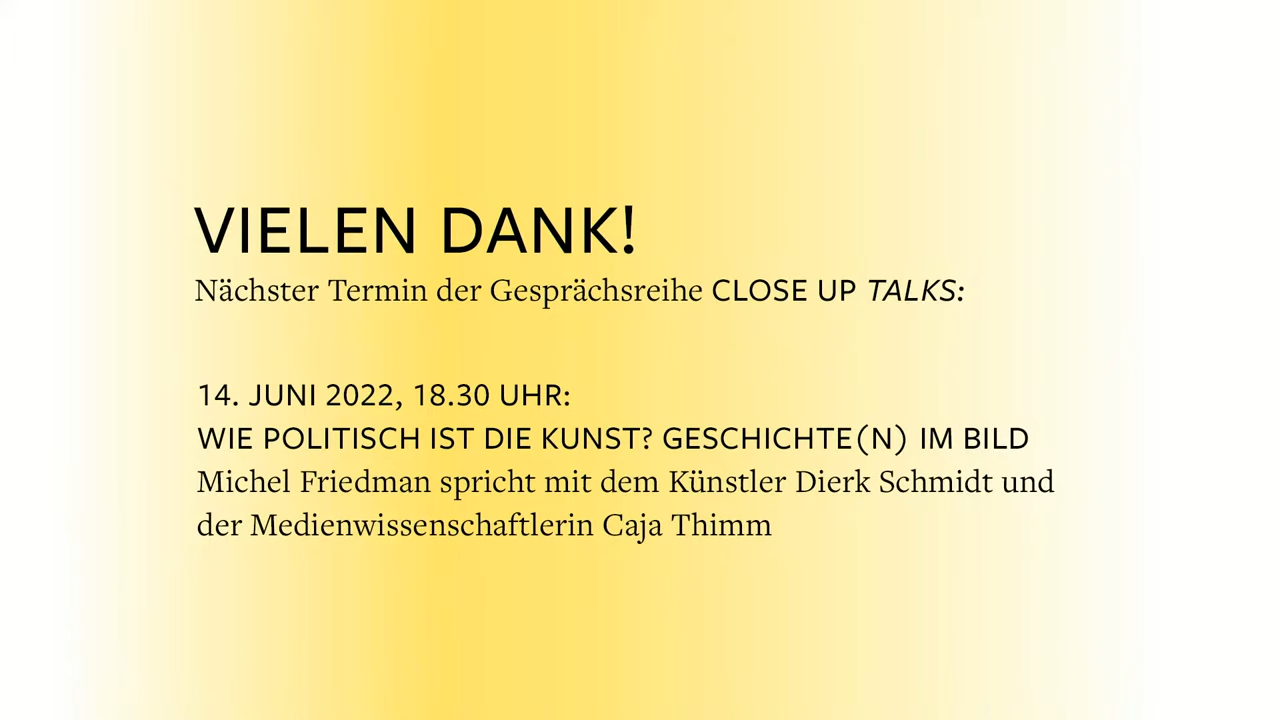 VIELEN DANK!
Nächster Termin der Gesprächsreihe CLOSE UP TALKS:
14. JUNI 2022, 18.30 UHR:
WIE POLITISCH IST DIE KUNST? GESCHICHTE(N) IM BILD
Michel Friedman spricht mit dem Künstler Dierk Schmidt und
der Medienwissenschaftlerin Caja Thimm